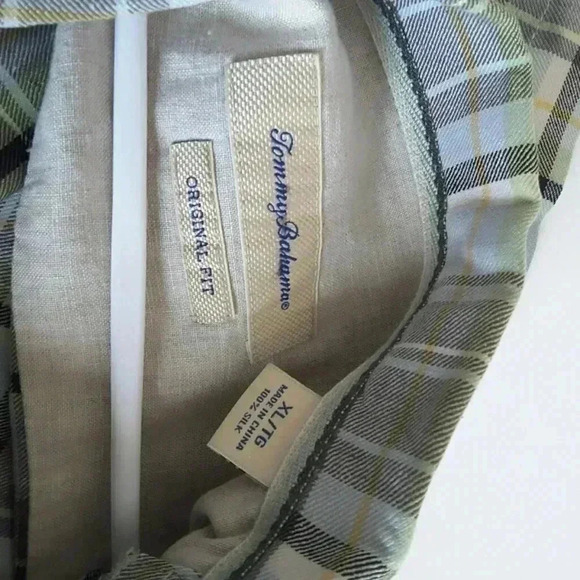 Tommy Bahama®
ORIGINAL FIT
XL/TG
MADE IN CHINA
100% SILK